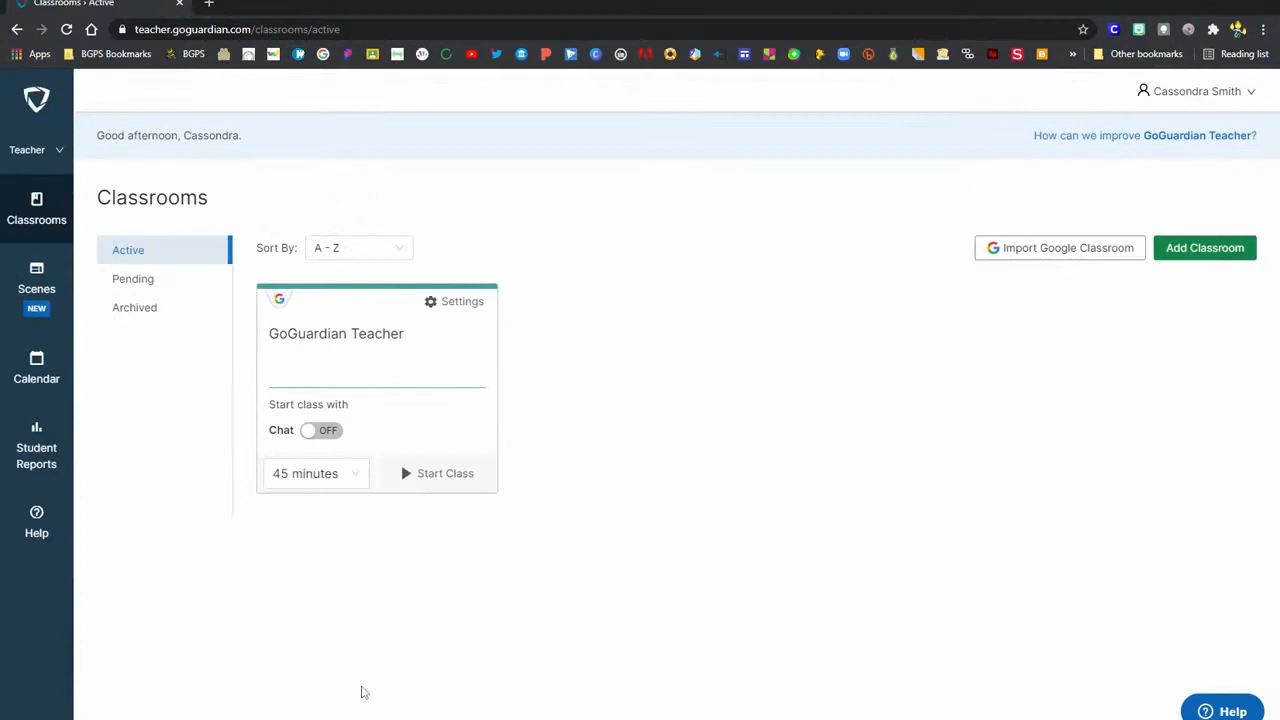 Classrooms › Active
teacher.goguardian.com/classrooms/active
Apps
BGPS Bookmarks
BGPS
Other bookmarks
Reading list
Cassondra Smith
Good afternoon, Cassondra.
How can we improve GoGuardian Teacher?
Teacher
Classrooms
Scenes
NEW
Calendar
Student
Reports
Help
Classrooms
Active
Pending
Archived
Sort By:
A - Z
Import Google Classroom
Add Classroom
Settings
GoGuardian Teacher
Start class with
Chat
OFF
45 minutes
Start Class
Help